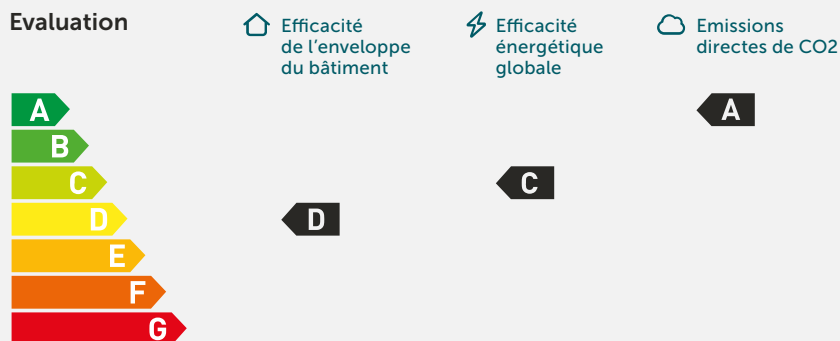 Evaluation
Efficacité
de l’enveloppe
du bâtiment
Efficacité
énergétique
globale
Emissions
directes de CO2
A
A
B
C
C
D
D
E
F
G